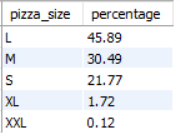 pizza_size percentage
L 45.89
M 30.49
S 21.77
XL 1.72
XXL 0.12